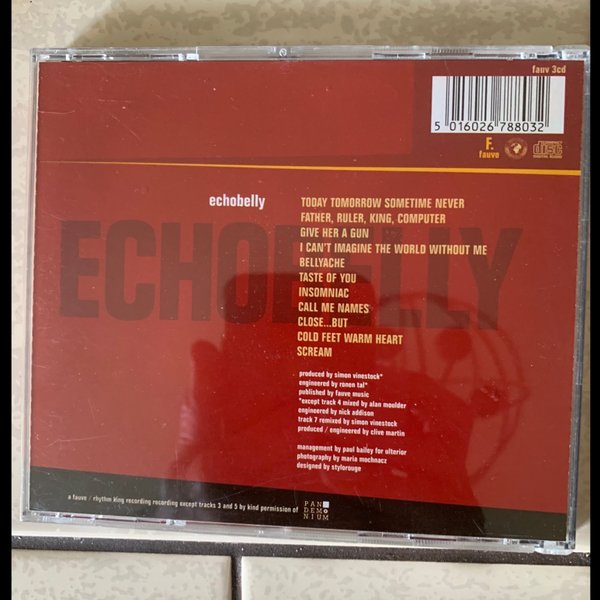 fauv 3cd
5 016026 788032
F.
fauve
disc
DIGITAL AUDIO
echobelly
ECHOBELLY
TODAY TOMORROW SOMETIME NEVER
FATHER, RULER, KING, COMPUTER
GIVE HER A GUN
I CAN'T IMAGINE THE WORLD WITHOUT ME
BELLYACHE
TASTE OF YOU
INSOMNIAC
CALL ME NAMES
CLOSE...BUT
COLD FEET WARM HEART
SCREAM
produced by simon vinestock*
engineered by ronen tal*
published by fauve music
*except track 4 mixed by alan moulder
engineered by nick addison
track 7 remixed by simon vinestock
produced / engineered by clive martin
management by paul bailey for ulterior
photography by maria mochnacz
designed by stylorouge
a fauve / rhythm king recording recording except tracks 3 and 5 by kind permission of
PAN
DEM
NIUM